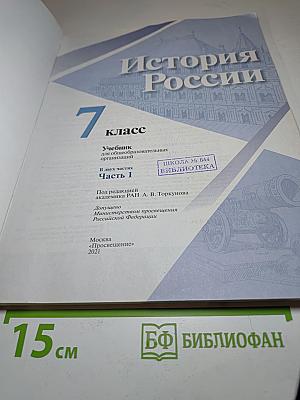 История
России
7 класс
Учебник
для общеобразовательных
организаций
В двух частях
Часть 1
ШКОЛА № 544
БИБЛИОТЕКА
Под редакцией
академика РАН А. В. Торкунова
Допущено
Министерством просвещения
Российской Федерации
Москва
«Просвещение»
2021
15 см
БФ БИБЛИОФАН